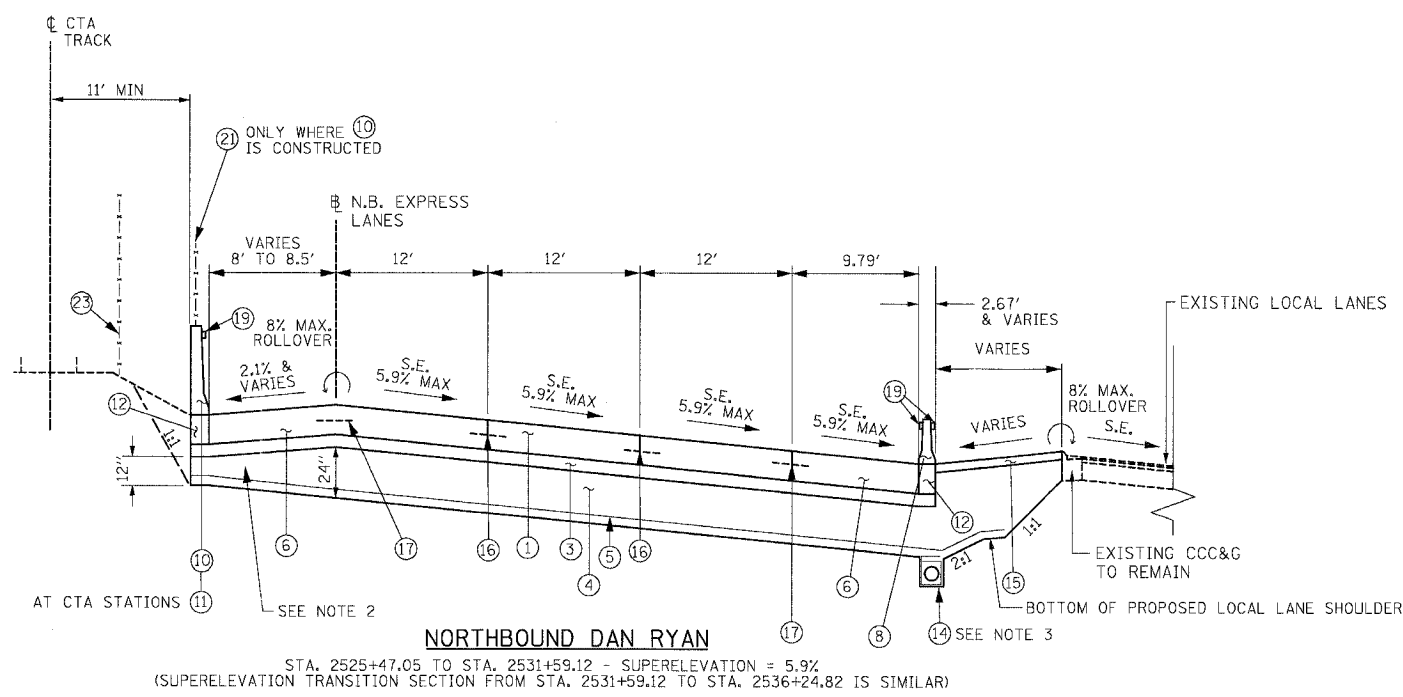 ℄ CTA
TRACK
11' MIN
21 ONLY WHERE 10
IS CONSTRUCTED
℔ N.B. EXPRESS
LANES
VARIES
8' TO 8.5'
12'
12'
12'
9.79'
2.67'
& VARIES
VARIES
EXISTING LOCAL LANES
23
19
8% MAX.
ROLLOVER
2.1% &
VARIES
S.E.
5.9% MAX
S.E.
5.9% MAX
S.E.
5.9% MAX
S.E.
5.9% MAX
19
VARIES
8% MAX.
ROLLOVER
S.E.
12
1:1
12"
24"
6
17
16
1
3
5
4
16
17
6
8
12
2:1
1:1
15
EXISTING CCC&G
TO REMAIN
10
AT CTA STATIONS 11
SEE NOTE 2
14 SEE NOTE 3
BOTTOM OF PROPOSED LOCAL LANE SHOULDER
NORTHBOUND DAN RYAN
STA. 2525+47.05 TO STA. 2531+59.12 - SUPERELEVATION = 5.9%
(SUPERELEVATION TRANSITION SECTION FROM STA. 2531+59.12 TO STA. 2536+24.82 IS SIMILAR)